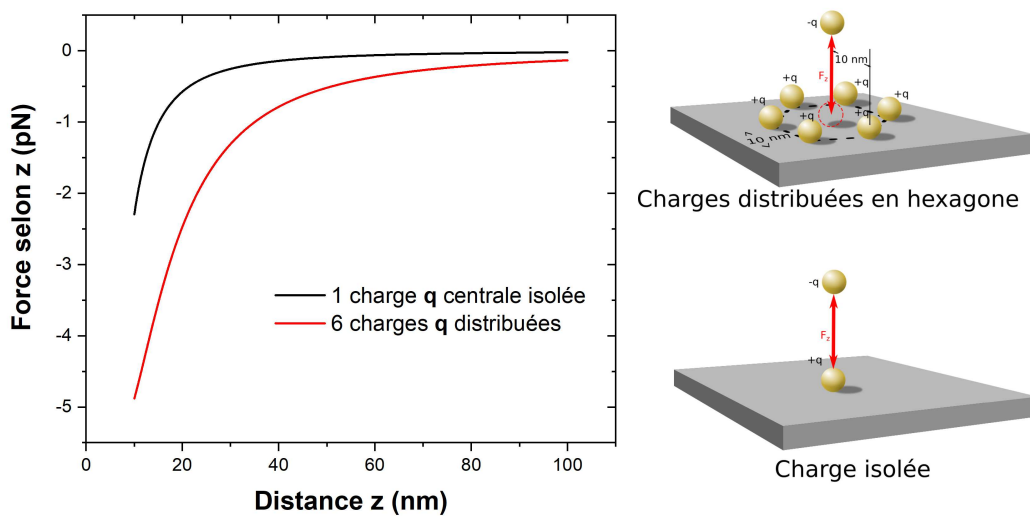 Force selon z (pN)
0
-1
-2
-3
-4
-5
1 charge q centrale isolée
6 charges q distribuées
0
20
40
60
80
100
Distance z (nm)
-q
10 nm
Fz
+q
+q
+q
+q
+q
+q
10 nm
Charges distribuées en hexagone
-q
Fz
+q
Charge isolée